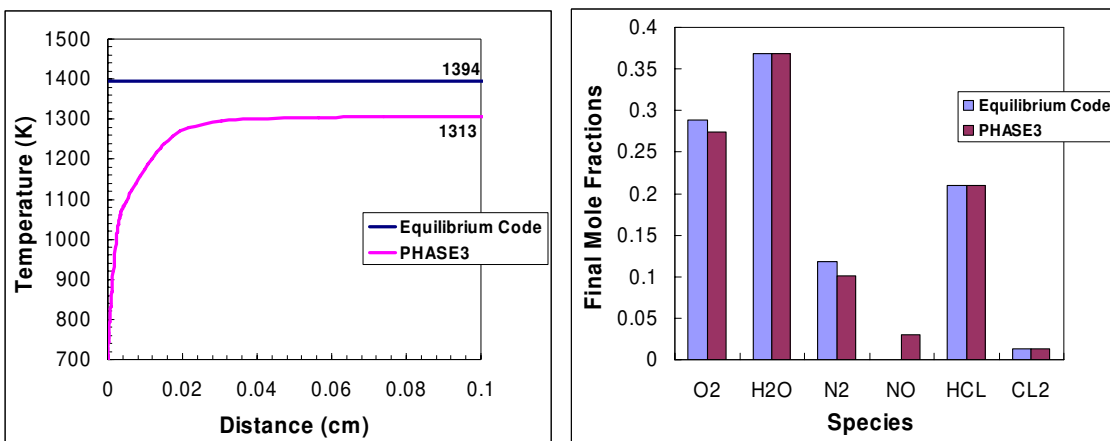 1500
1400
1300
1200
1100
1000
900
800
700
Temperature (K)
1394
1313
Equilibrium Code
PHASE3
0 0.02 0.04 0.06 0.08 0.1
Distance (cm)
0.4
0.35
0.3
0.25
0.2
0.15
0.1
0.05
0
Final Mole Fractions
Equilibrium Code
PHASE3
O2 H2O N2 NO HCL CL2
Species